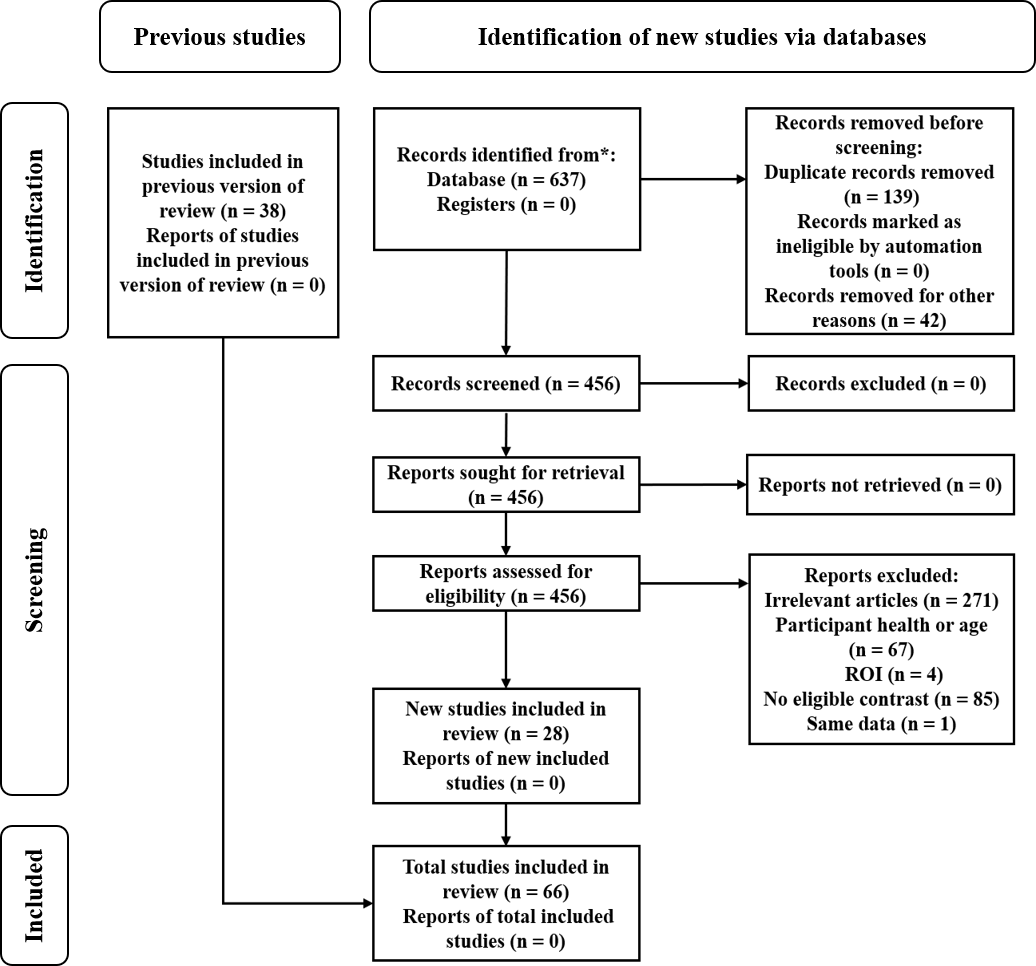 Previous studies
Identification of new studies via databases
Identification
Studies included in
previous version of
review (n = 38)
Reports of studies
included in previous
version of review (n = 0)
Records identified from*:
Database (n = 637)
Registers (n = 0)
Records removed before
screening:
Duplicate records removed
(n = 139)
Records marked as
ineligible by automation
tools (n = 0)
Records removed for other
reasons (n = 42)
Screening
Records screened (n = 456)
Records excluded (n = 0)
Reports sought for retrieval
(n = 456)
Reports not retrieved (n = 0)
Reports assessed for
eligibility (n = 456)
Reports excluded:
Irrelevant articles (n = 271)
Participant health or age
(n = 67)
ROI (n = 4)
No eligible contrast (n = 85)
Same data (n = 1)
New studies included in
review (n = 28)
Reports of new included
studies (n = 0)
Included
Total studies included in
review (n = 66)
Reports of total included
studies (n = 0)